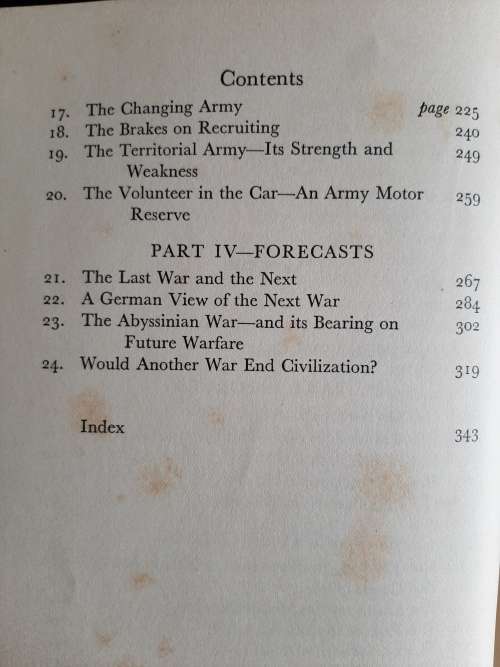 Contents
17. The Changing Army page 225
18. The Brakes on Recruiting 240
19. The Territorial Army—Its Strength and 249
Weakness
20. The Volunteer in the Car—An Army Motor 259
Reserve
PART IV—FORECASTS
21. The Last War and the Next 267
22. A German View of the Next War 284
23. The Abyssinian War—and its Bearing on 302
Future Warfare
24. Would Another War End Civilization? 319
Index 343